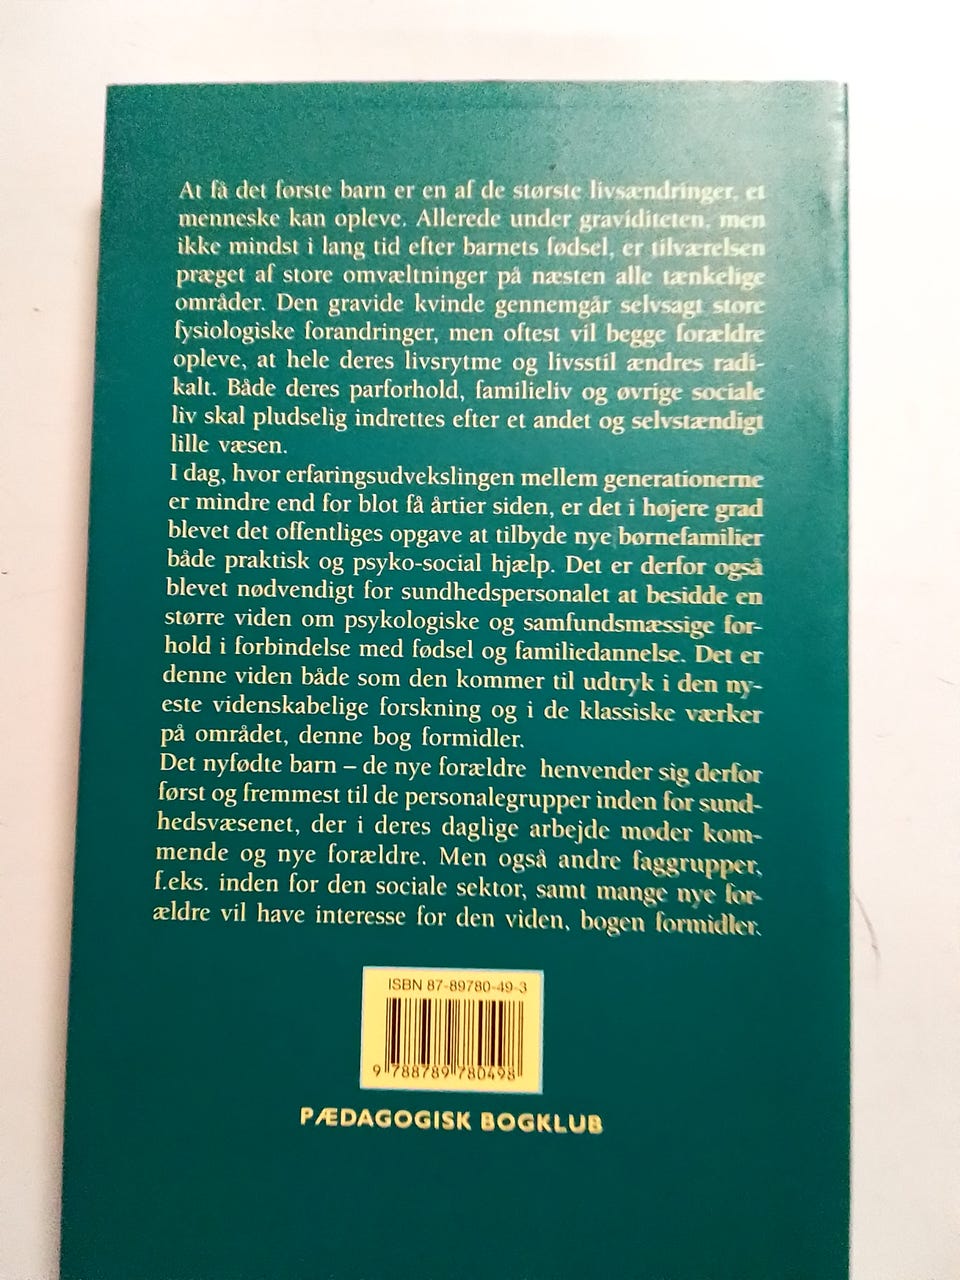 At få det første barn er en af de største livsændringer, et
menneske kan opleve. Allerede under graviditeten, men
ikke mindst i lang tid efter barnets fødsel, er tilværelsen
præget af store omvæltninger på næsten alle tænkelige
områder. Den gravide kvinde gennemgår selvsagt store
fysiologiske forandringer, men oftest vil begge forældre
opleve, at hele deres livsrytme og livsstil ændres radi-
kalt. Både deres parforhold, familieliv og øvrige sociale
liv skal pludselig indrettes efter et andet og selvstændigt
lille væsen.
I dag, hvor erfaringsudvekslingen mellem generationerne
er mindre end for blot få årtier siden, er det i højere grad
blevet det offentliges opgave at tilbyde nye børnefamilier
både praktisk og psyko-social hjælp. Det er derfor også
blevet nødvendigt for sundhedspersonalet at besidde en
større viden om psykologiske og samfundsmæssige for-
hold i forbindelse med fødsel og familiedannelse. Det er
denne viden både som den kommer til udtryk i den ny-
este videnskabelige forskning og i de klassiske værker
på området, denne bog formidler.
Det nyfødte barn – de nye forældre henvender sig derfor
først og fremmest til de personalegrupper inden for sund-
hedsvæsenet, der i deres daglige arbejde møder kom-
mende og nye forældre. Men også andre faggrupper,
f.eks. inden for den sociale sektor, samt mange nye for-
ældre vil have interesse for den viden, bogen formidler.
ISBN 87-89780-49-3
9 788789 780498
PÆDAGOGISK BOGKLUB